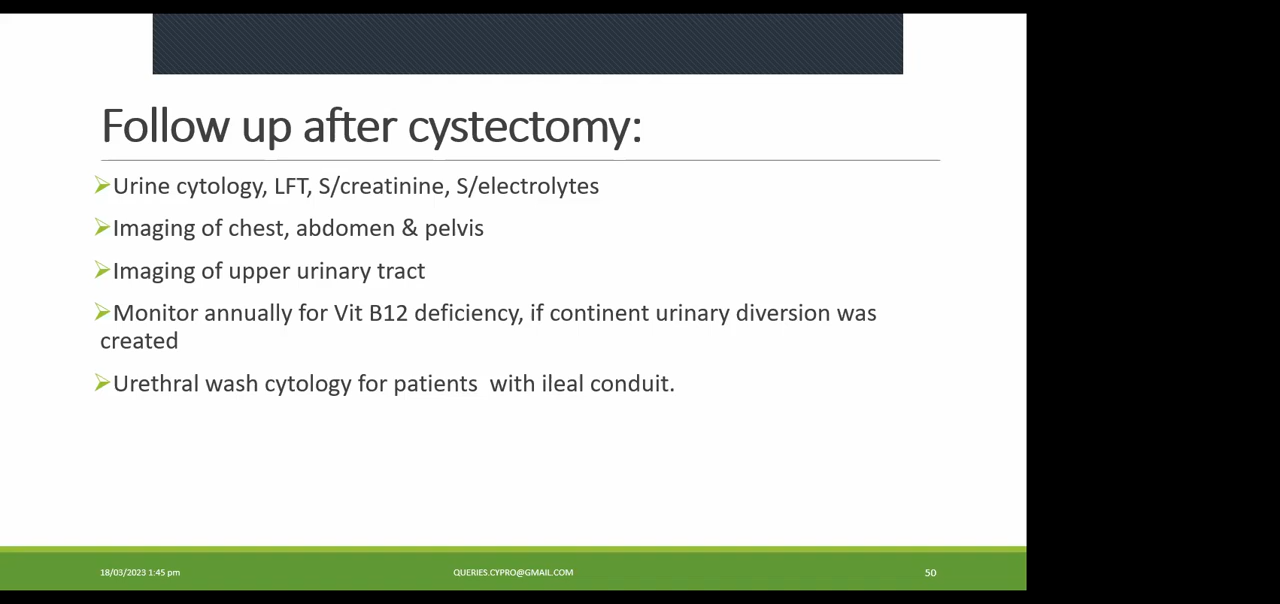 Follow up after cystectomy:
Urine cytology, LFT, S/creatinine, S/electrolytes
Imaging of chest, abdomen & pelvis
Imaging of upper urinary tract
Monitor annually for Vit B12 deficiency, if continent urinary diversion was
created
Urethral wash cytology for patients with ileal conduit.
18/03/2023 1:45 pm
QUERIES.CYPRO@GMAIL.COM
50